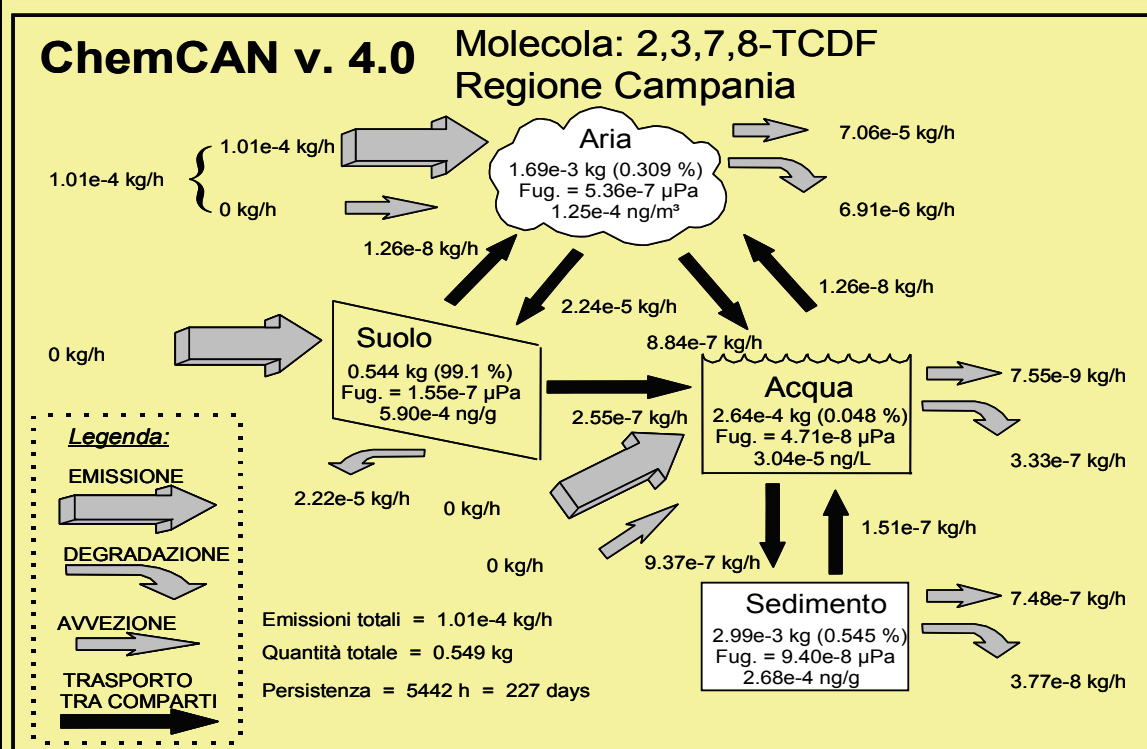 ChemCAN v. 4.0
Molecola: 2,3,7,8-TCDF
Regione Campania
1.01e-4 kg/h
1.01e-4 kg/h
0 kg/h
Aria
1.69e-3 kg (0.309 %)
Fug. = 5.36e-7 µPa
1.25e-4 ng/m³
7.06e-5 kg/h
6.91e-6 kg/h
1.26e-8 kg/h
2.24e-5 kg/h
8.84e-7 kg/h
1.26e-8 kg/h
0 kg/h
Suolo
0.544 kg (99.1 %)
Fug. = 1.55e-7 µPa
5.90e-4 ng/g
2.55e-7 kg/h
2.22e-5 kg/h
0 kg/h
0 kg/h
Acqua
2.64e-4 kg (0.048 %)
Fug. = 4.71e-8 µPa
3.04e-5 ng/L
7.55e-9 kg/h
3.33e-7 kg/h
9.37e-7 kg/h
1.51e-7 kg/h
Sedimento
2.99e-3 kg (0.545 %)
Fug. = 9.40e-8 µPa
2.68e-4 ng/g
7.48e-7 kg/h
3.77e-8 kg/h
Legenda:
EMISSIONE
DEGRADAZIONE
AVVEZIONE
TRASPORTO
TRA COMPARTI
Emissioni totali = 1.01e-4 kg/h
Quantità totale = 0.549 kg
Persistenza = 5442 h = 227 days